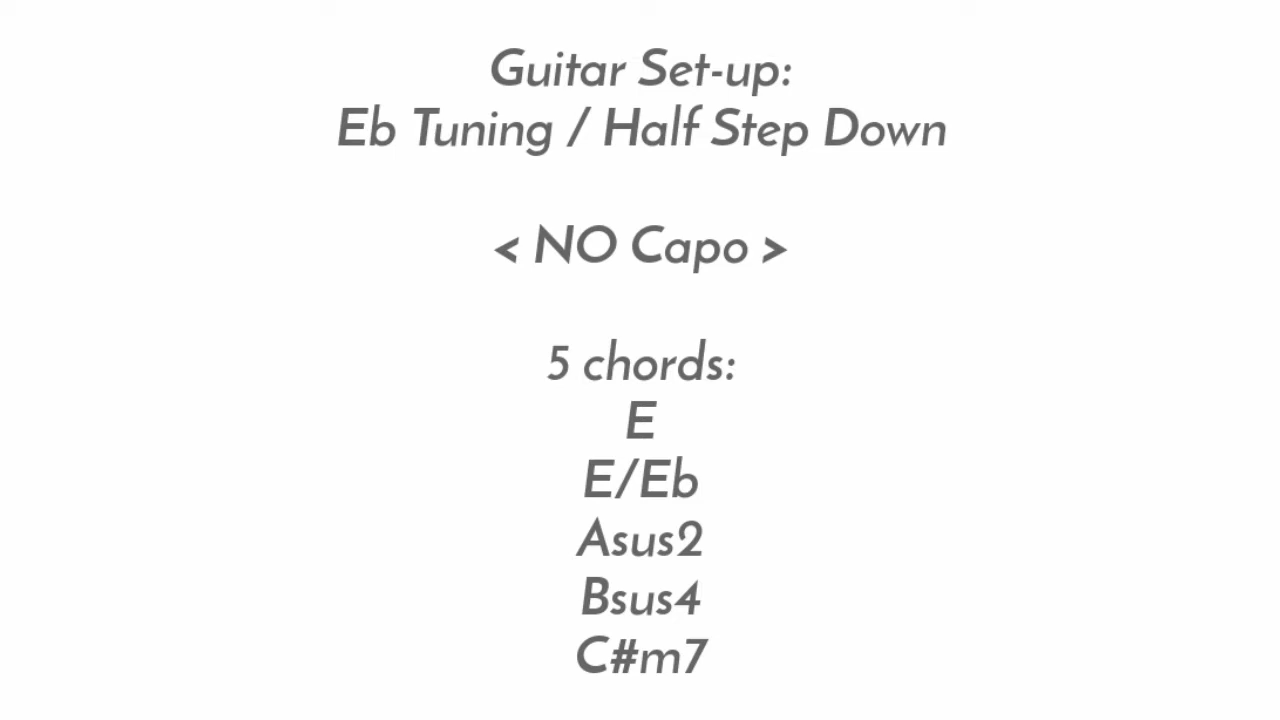 Guitar Set-up:
Eb Tuning / Half Step Down
< NO Capo >
5 chords:
E
E/Eb
Asus2
Bsus4
C#m7